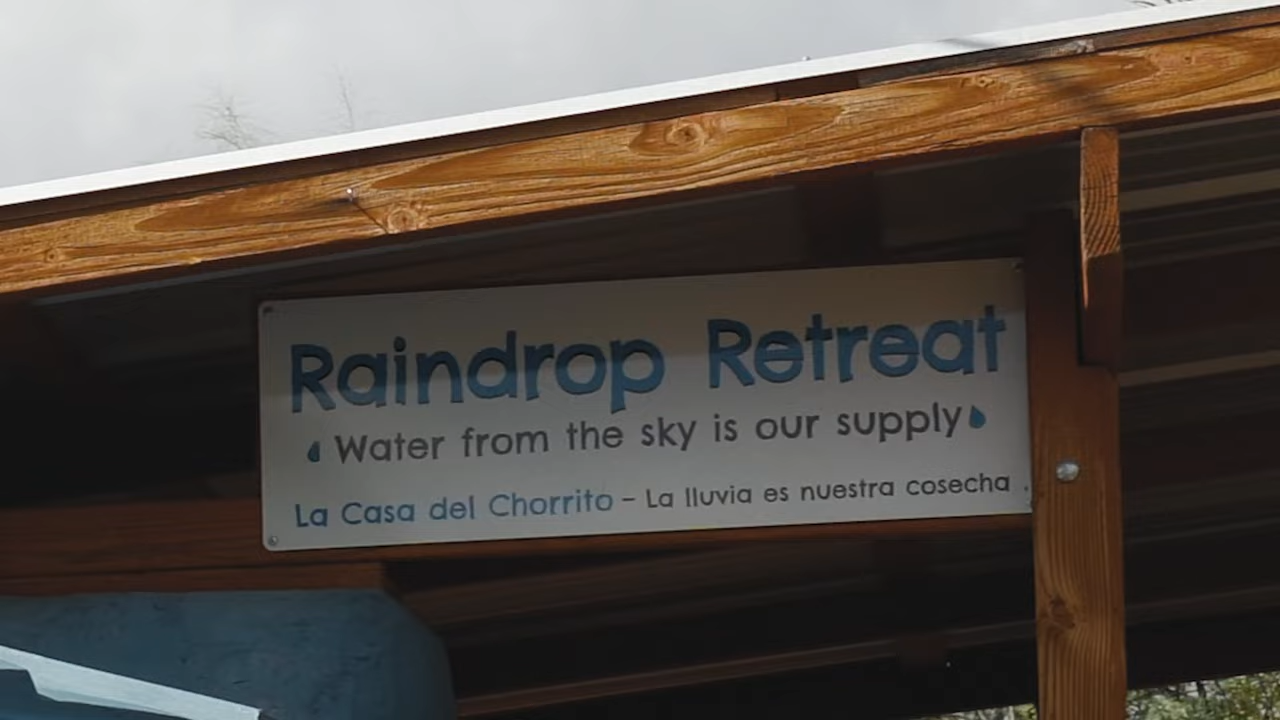 Raindrop Retreat
Water from the sky is our supply
La Casa del Chorrito – La lluvia es nuestra cosecha